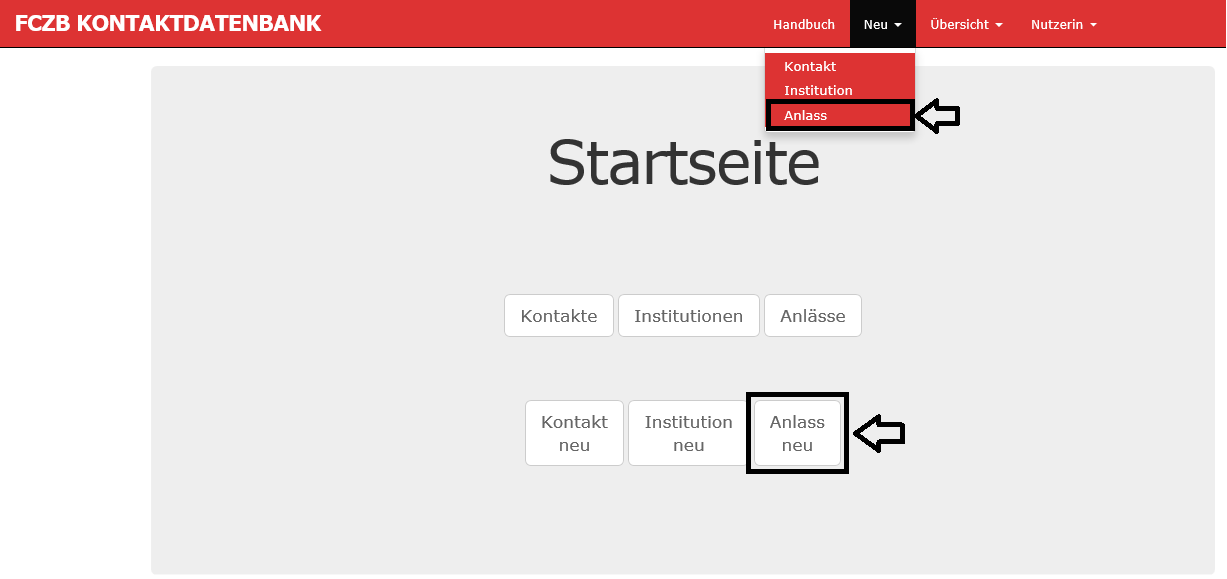 FCZB KONTAKTDATENBANK
Handbuch Neu Übersicht Nutzerin
Kontakt
Institution
Anlass
Startseite
Kontakte Institutionen Anlässe
Kontakt Institution Anlass
neu neu neu